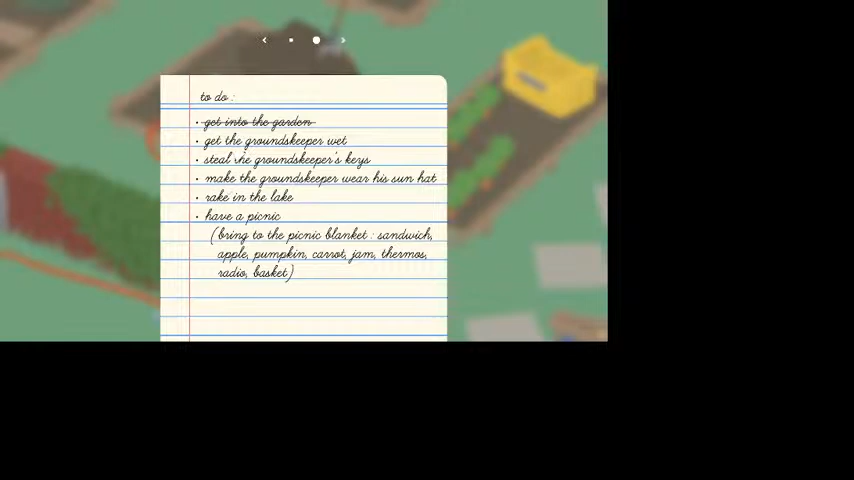 to do :
• get into the garden
• get the groundskeeper wet
• steal the groundskeeper's keys
• make the groundskeeper wear his sun hat
• rake in the lake
• have a picnic
(bring to the picnic blanket : sandwich,
apple, pumpkin, carrot, jam, thermos,
radio, basket)